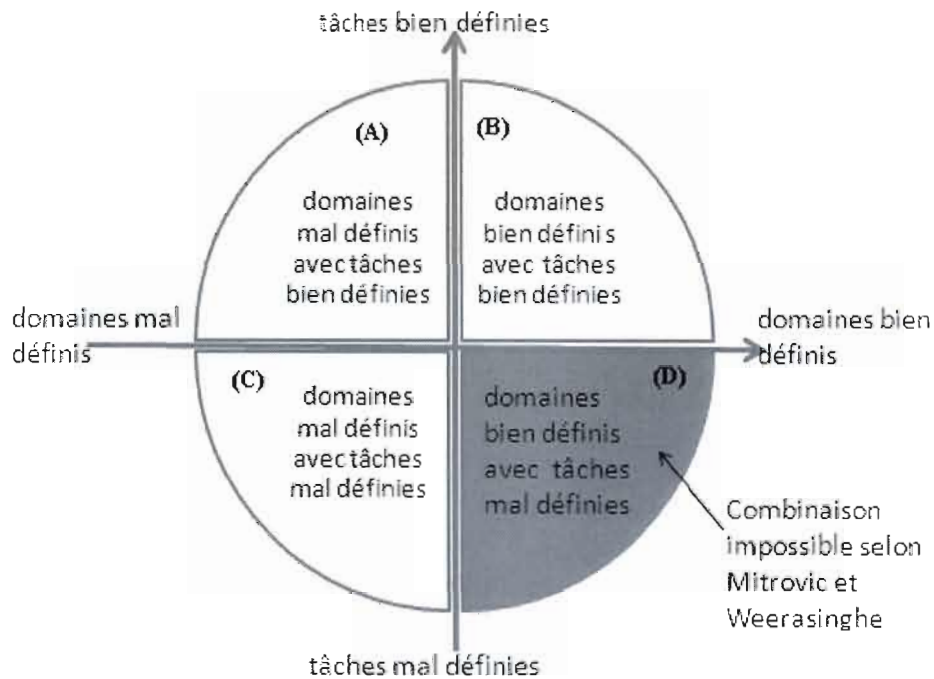 tâches bien définies
(A)
domaines
mal définis
avec tâches
bien définies
(B)
domaines
bien définis
avec tâches
bien définies
domaines mal
définis
domaines bien
définis
(C)
domaines
mal définis
avec tâches
mal définies
(D)
domaines
bien définis
avec tâches
mal définies
Combinaison
impossible selon
Mitrovic et
Weerasinghe
tâches mal définies